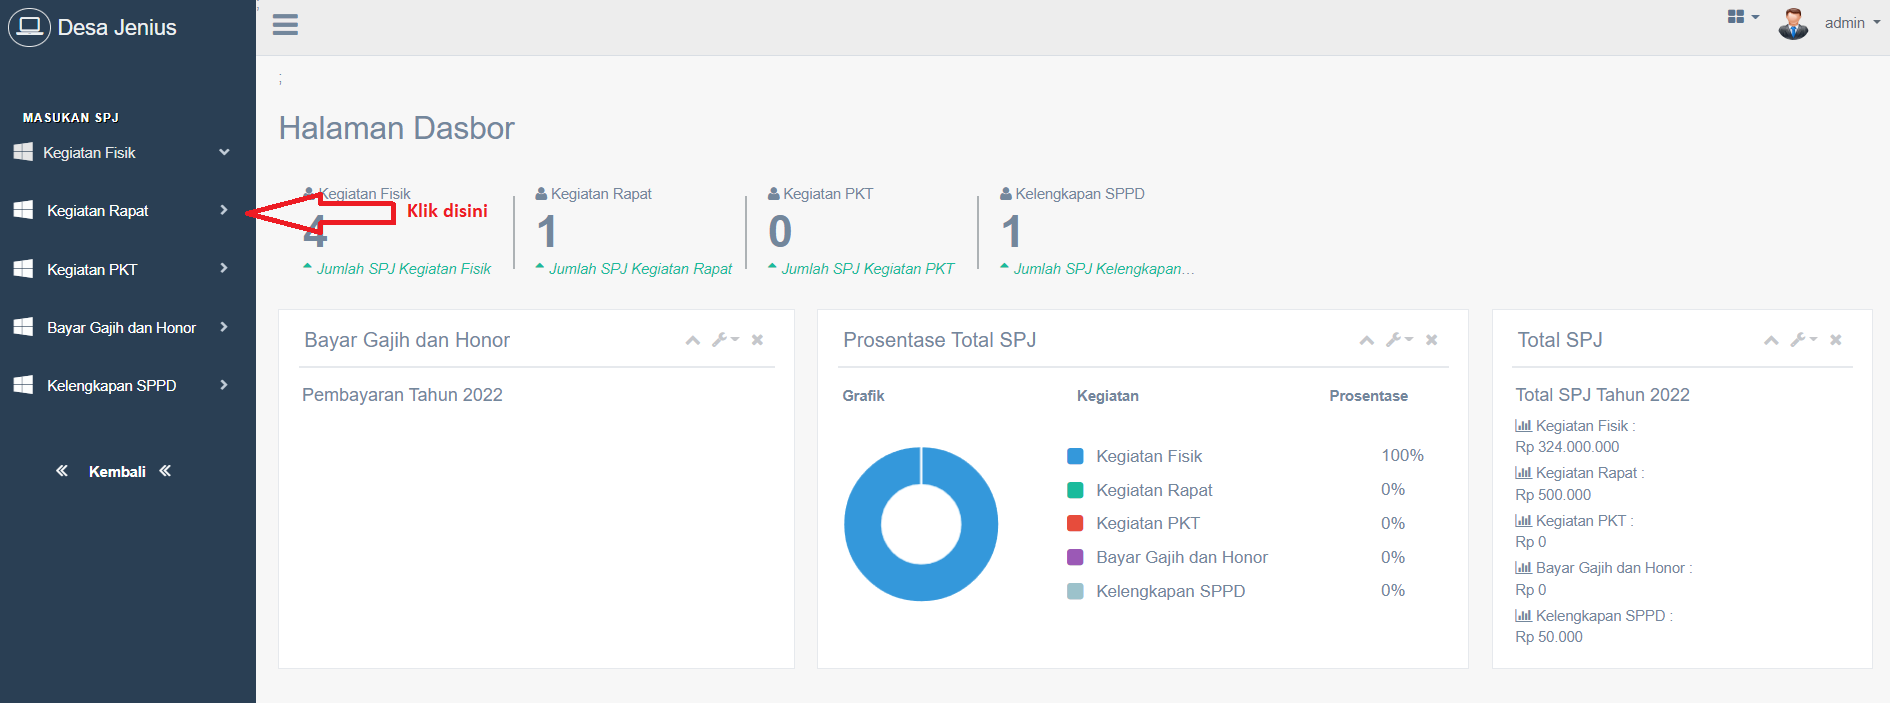 Desa Jenius
admin
;
MASUKAN SPJ
Kegiatan Fisik
Kegiatan Rapat
Kegiatan PKT
Bayar Gajih dan Honor
Kelengkapan SPPD
Kembali
Klik disini
Halaman Dasbor
Kegiatan Fisik
4
Jumlah SPJ Kegiatan Fisik
Kegiatan Rapat
1
Jumlah SPJ Kegiatan Rapat
Kegiatan PKT
0
Jumlah SPJ Kegiatan PKT
Kelengkapan SPPD
1
Jumlah SPJ Kelengkapan...
Bayar Gajih dan Honor
Pembayaran Tahun 2022
Prosentase Total SPJ
Grafik Kegiatan Prosentase
Kegiatan Fisik 100%
Kegiatan Rapat 0%
Kegiatan PKT 0%
Bayar Gajih dan Honor 0%
Kelengkapan SPPD 0%
Total SPJ
Total SPJ Tahun 2022
Kegiatan Fisik :
Rp 324.000.000
Kegiatan Rapat :
Rp 500.000
Kegiatan PKT :
Rp 0
Bayar Gajih dan Honor :
Rp 0
Kelengkapan SPPD :
Rp 50.000